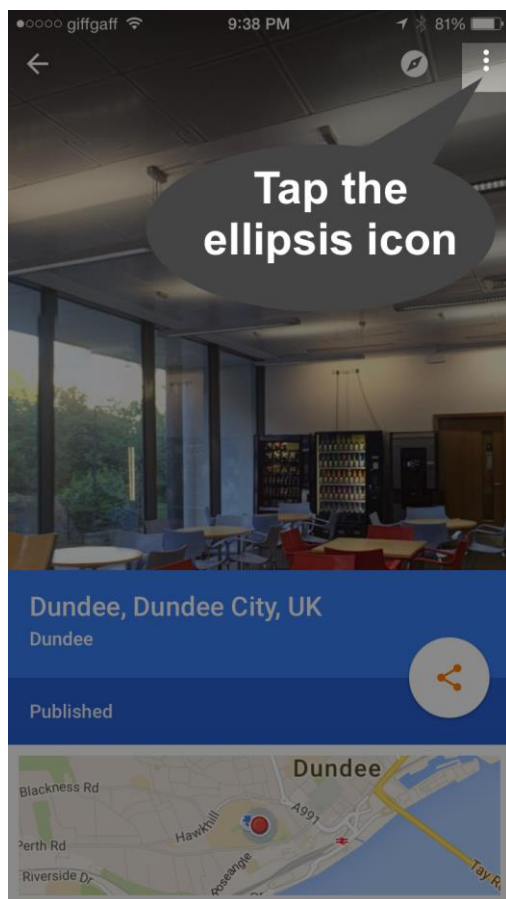 giffgaff 9:38 PM 81%
Tap the
ellipsis icon
Dundee, Dundee City, UK
Dundee
Published
Dundee
Blackness Rd
A991
Hawkhill
Perth Rd
Roseangle
Riverside Dr
Tay R